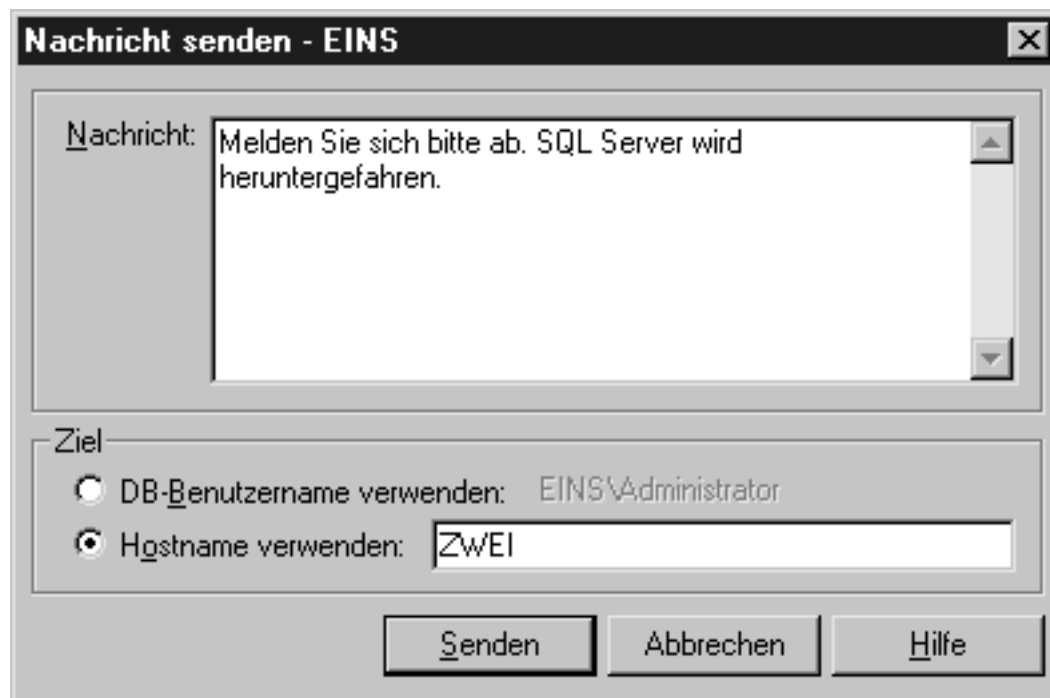 Nachricht senden - EINS
Nachricht: Melden Sie sich bitte ab. SQL Server wird
heruntergefahren.
Ziel
DB-Benutzername verwenden: EINS\Administrator
Hostname verwenden: ZWEI
Senden Abbrechen Hilfe